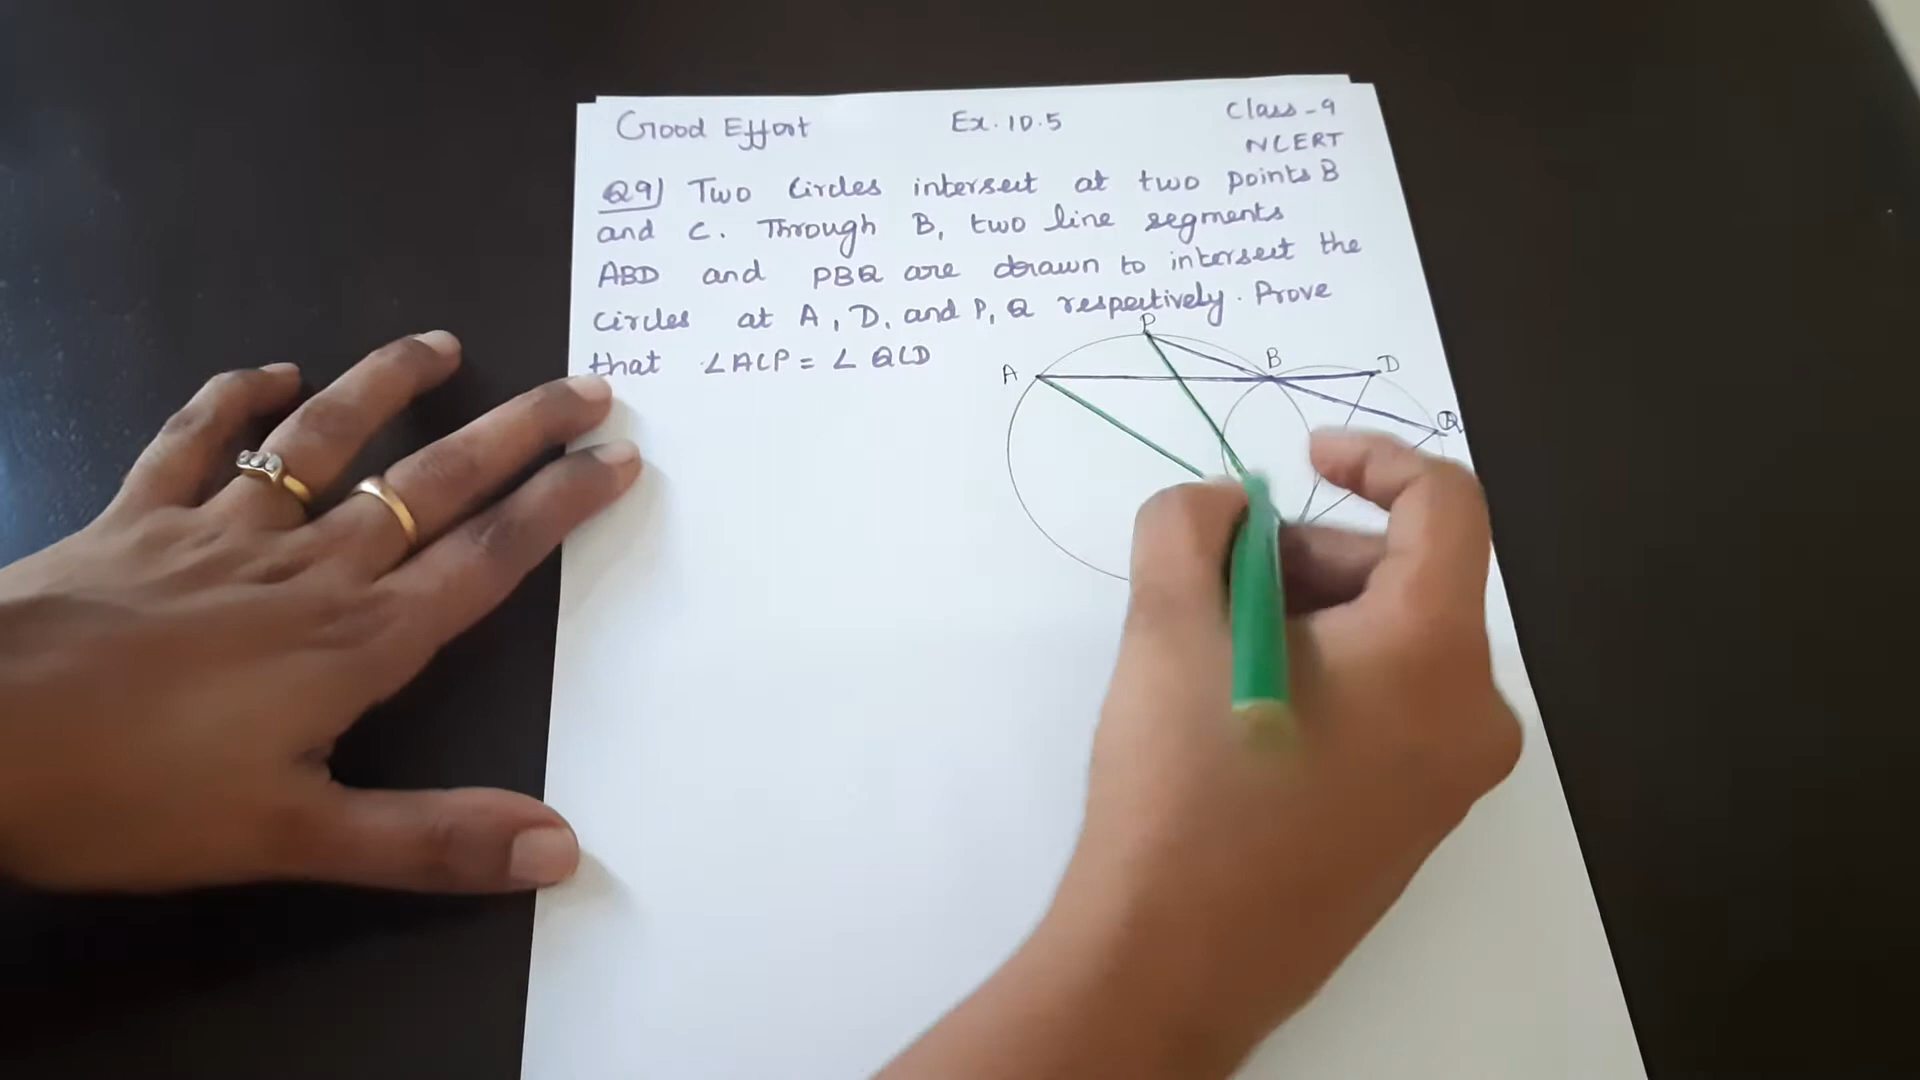 Good Effort Ex. 10.5 Class-9
NCERT
Q9) Two Circles intersect at two points B
and C. Through B, two line segments
ABD and PBQ are drawn to intersect the
circles at A, D, and P, Q respectively. Prove
that ∠ACP = ∠QCD
P
A
B
D
Q